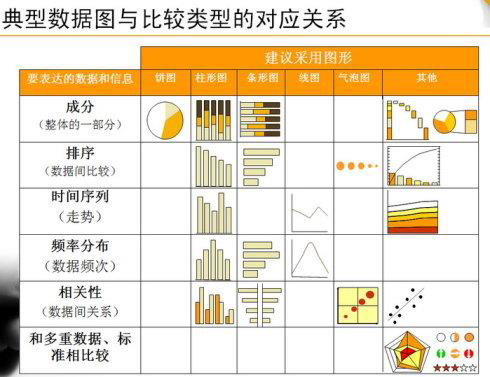 典型数据图与比较类型的对应关系
建议采用图形
要表达的数据和信息 饼图 柱形图 条形图 线图 气泡图 其他
成分
（整体的一部分）
排序
（数据间比较）
时间序列
（走势）
频率分布
（数据频次）
相关性
（数据间关系）
和多重数据、标
准相比较